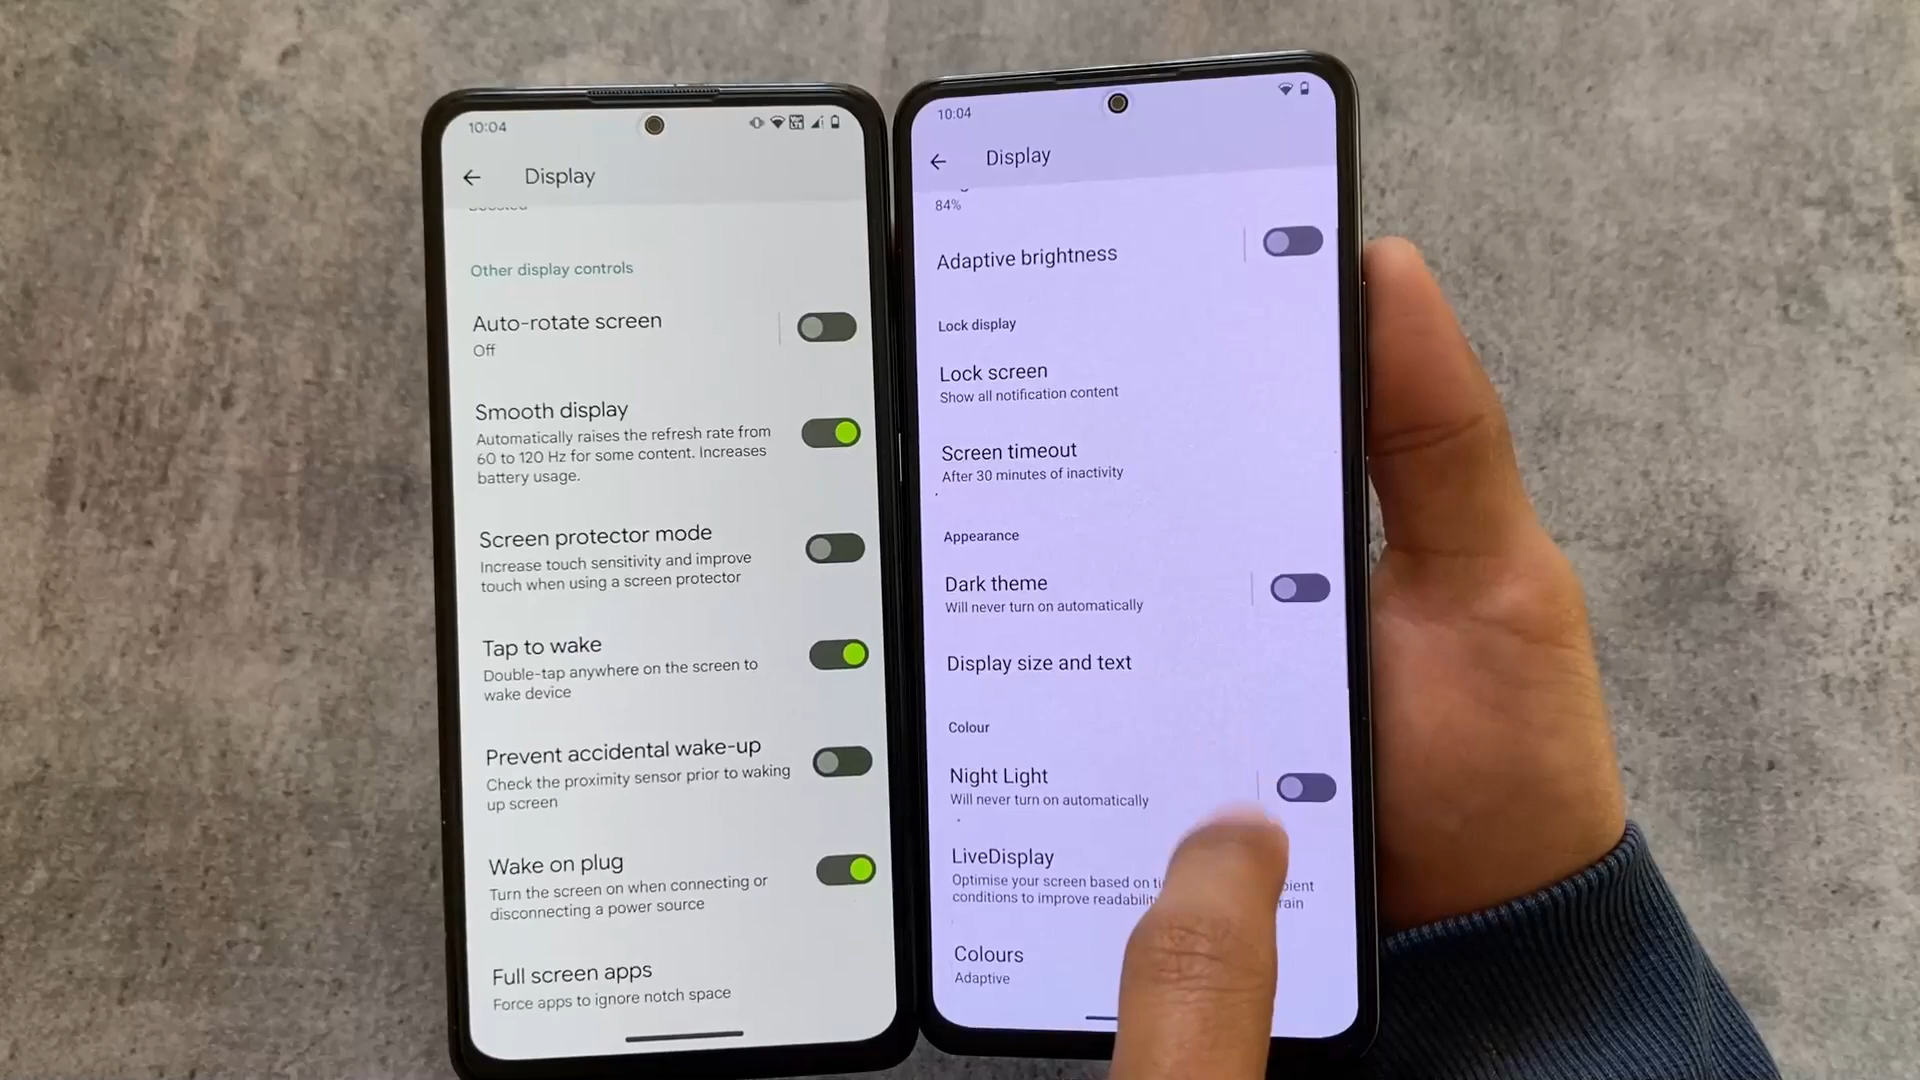 10:04
Display
Other display controls
Auto-rotate screen
Off
Smooth display
Automatically raises the refresh rate from
60 to 120 Hz for some content. Increases
battery usage.
Screen protector mode
Increase touch sensitivity and improve
touch when using a screen protector
Tap to wake
Double-tap anywhere on the screen to
wake device
Prevent accidental wake-up
Check the proximity sensor prior to waking
up screen
Wake on plug
Turn the screen on when connecting or
disconnecting a power source
Full screen apps
Force apps to ignore notch space
10:04
Display
84%
Adaptive brightness
Lock display
Lock screen
Show all notification content
Screen timeout
After 30 minutes of inactivity
Appearance
Dark theme
Will never turn on automatically
Display size and text
Colour
Night Light
Will never turn on automatically
LiveDisplay
Optimise your screen based on
conditions to improve
Colours
Adaptive